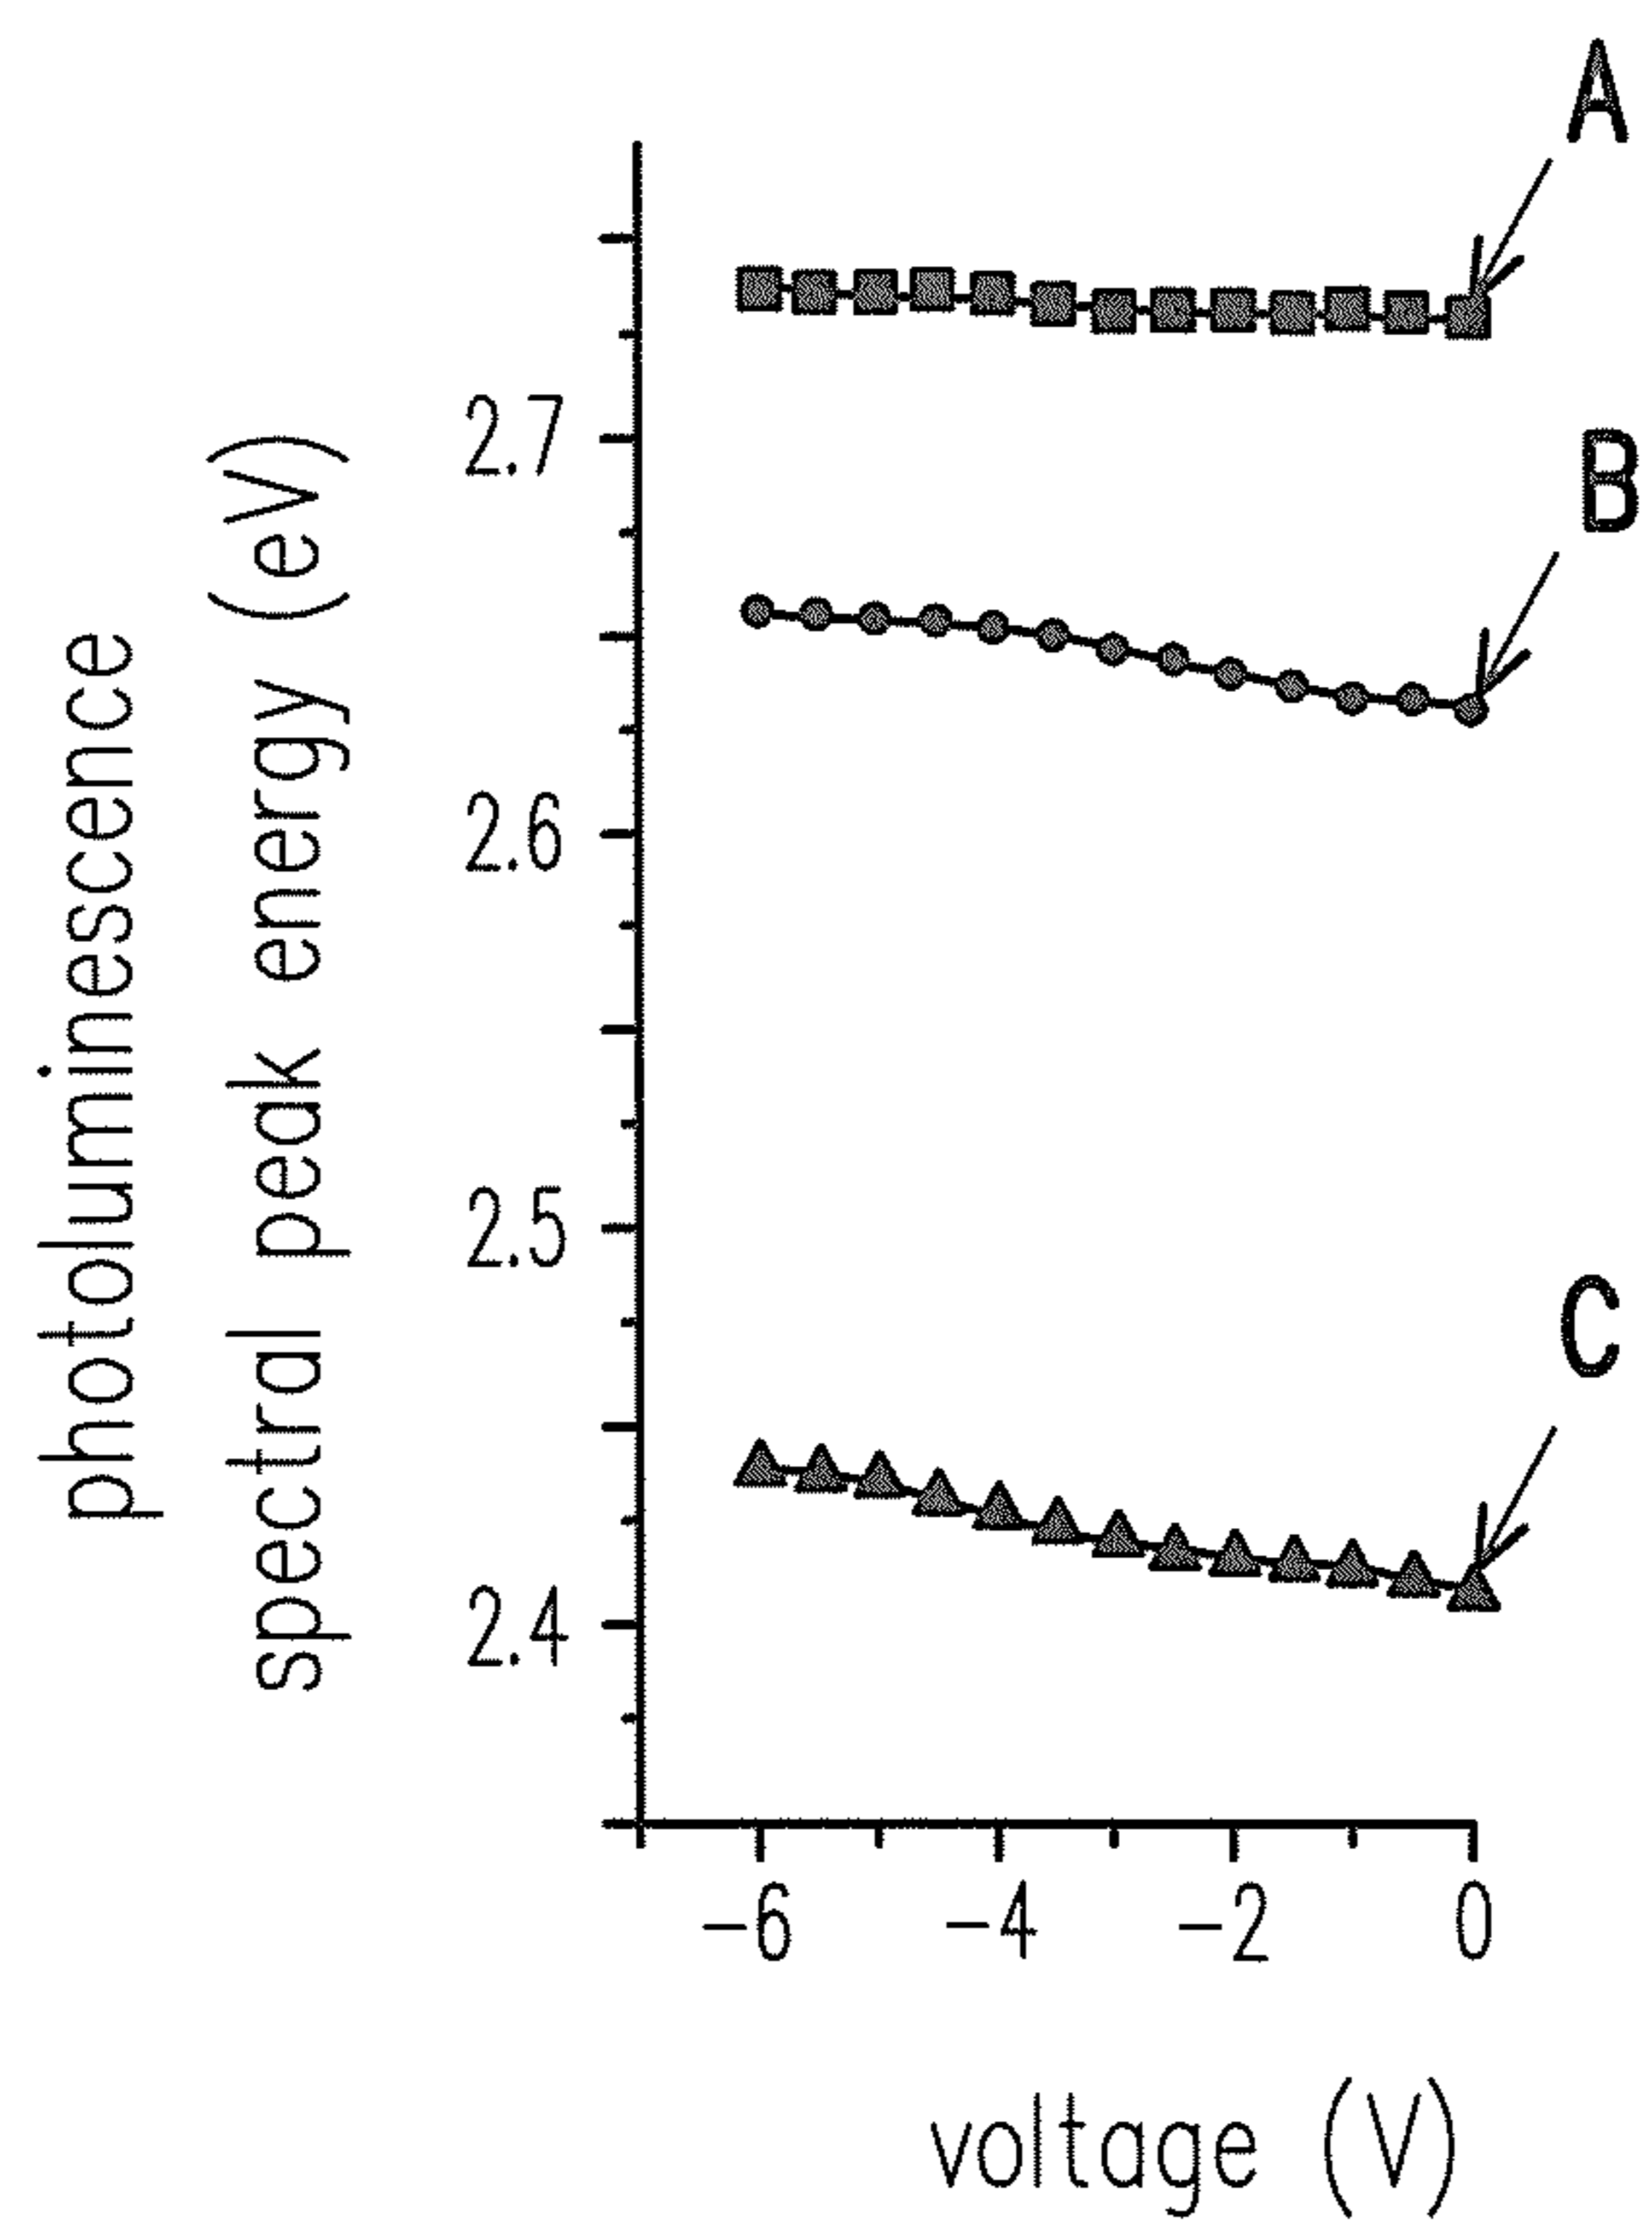 photoluminescence
spectral peak energy (eV)
A
2.7
B
2.6
2.5
C
2.4
-6 -4 -2 0
voltage (V)